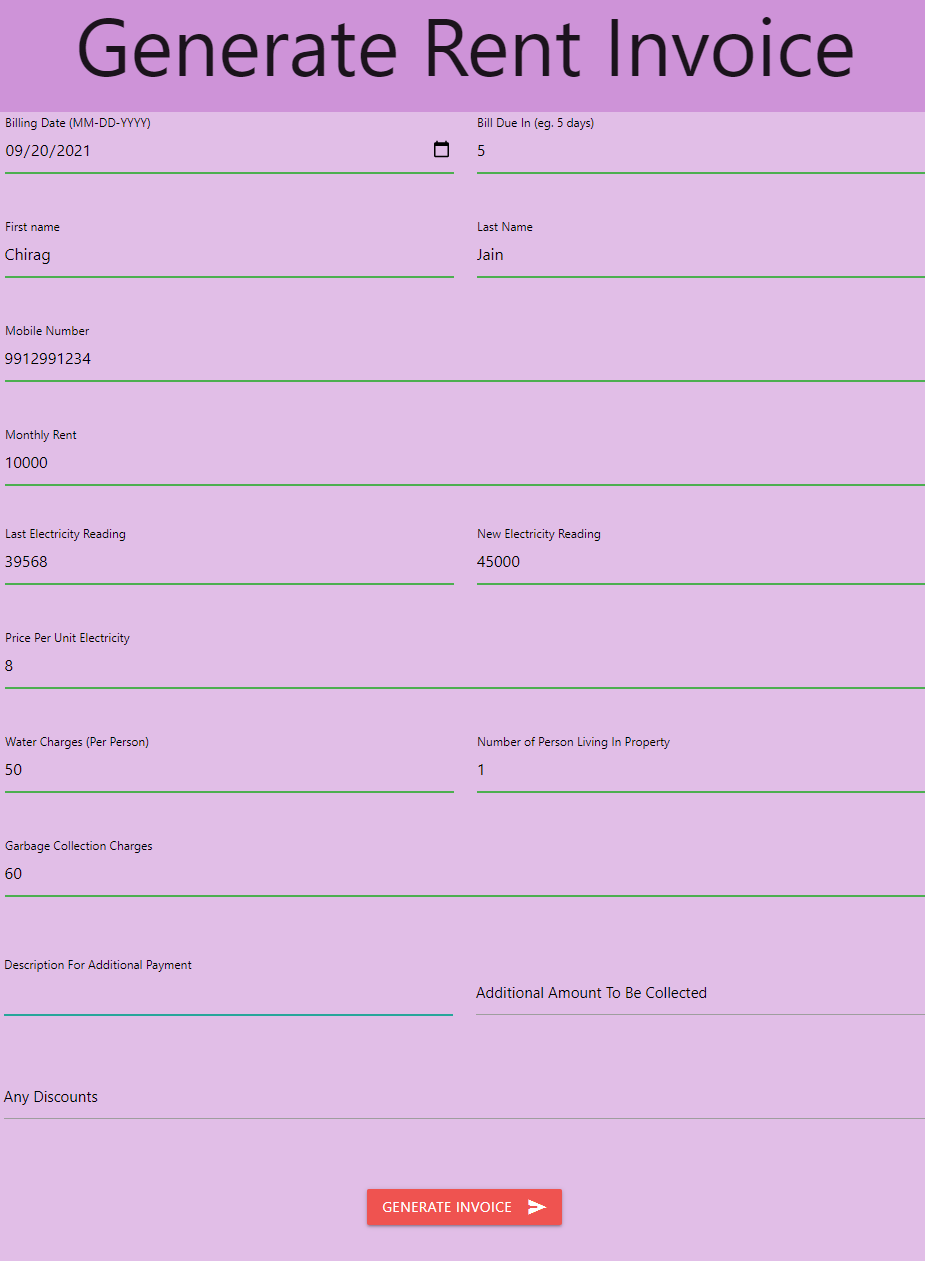 Generate Rent Invoice
Billing Date (MM-DD-YYYY)
Bill Due In (eg. 5 days)
09/20/2021
5
First name
Last Name
Chirag
Jain
Mobile Number
9912991234
Monthly Rent
10000
Last Electricity Reading
New Electricity Reading
39568
45000
Price Per Unit Electricity
8
Water Charges (Per Person)
Number of Person Living In Property
50
1
Garbage Collection Charges
60
Description For Additional Payment
Additional Amount To Be Collected
Any Discounts
GENERATE INVOICE